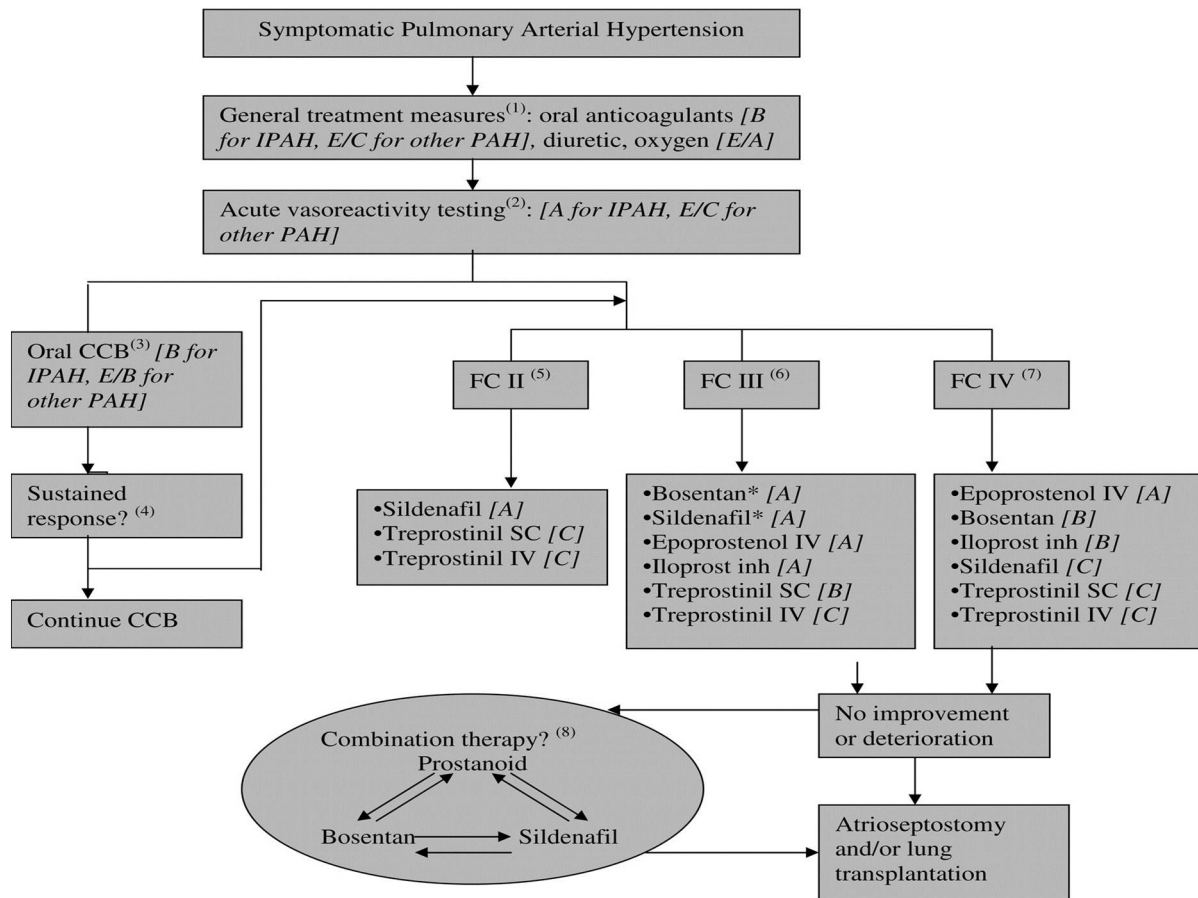 Symptomatic Pulmonary Arterial Hypertension
General treatment measures(1): oral anticoagulants [B
for IPAH, E/C for other PAH], diuretic, oxygen [E/A]
Acute vasoreactivity testing(2): [A for IPAH, E/C for
other PAH]
Oral CCB(3) [B for
IPAH, E/B for
other PAH]
Sustained
response? (4)
Continue CCB
FC II (5)
•Sildenafil [A]
•Treprostinil SC [C]
•Treprostinil IV [C]
FC III (6)
•Bosentan* [A]
•Sildenafil* [A]
•Epoprostenol IV [A]
•Iloprost inh [A]
•Treprostinil SC [B]
•Treprostinil IV [C]
FC IV (7)
•Epoprostenol IV [A]
•Bosentan [B]
•Iloprost inh [B]
•Sildenafil [C]
•Treprostinil SC [C]
•Treprostinil IV [C]
No improvement
or deterioration
Combination therapy? (8)
Prostanoid
Bosentan
Sildenafil
Atrioseptostomy
and/or lung
transplantation